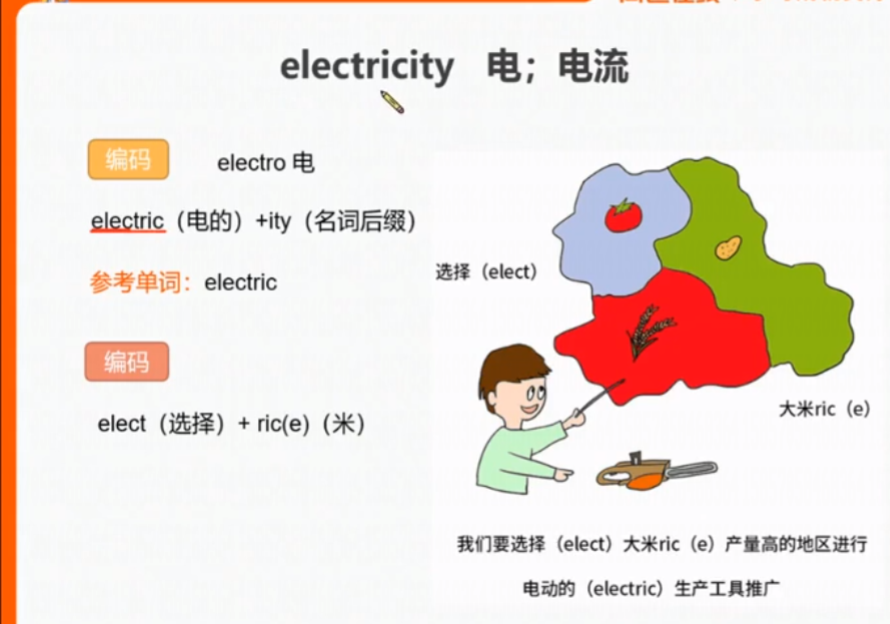 electricity 电；电流
编码 electro 电
electric（电的）+ity（名词后缀）
参考单词：electric
编码
elect（选择）+ ric(e)（米）
选择（elect）
大米ric（e）
我们要选择（elect）大米ric（e）产量高的地区进行
电动的（electric）生产工具推广